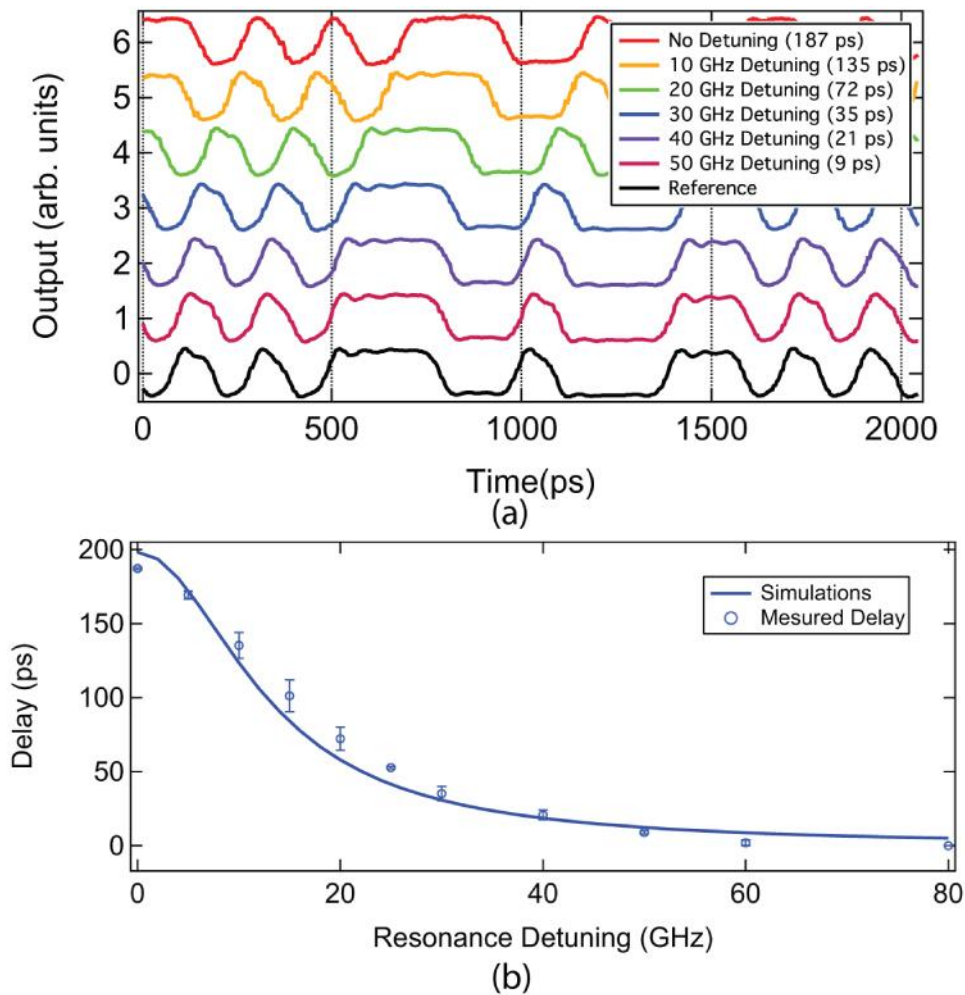 6
5
4
3
2
1
0
Output (arb. units)
No Detuning (187 ps)
10 GHz Detuning (135 ps)
20 GHz Detuning (72 ps)
30 GHz Detuning (35 ps)
40 GHz Detuning (21 ps)
50 GHz Detuning (9 ps)
Reference
0 500 1000 1500 2000
Time(ps)
(a)
200
150
100
50
0
Delay (ps)
Simulations
Mesured Delay
0 20 40 60 80
Resonance Detuning (GHz)
(b)